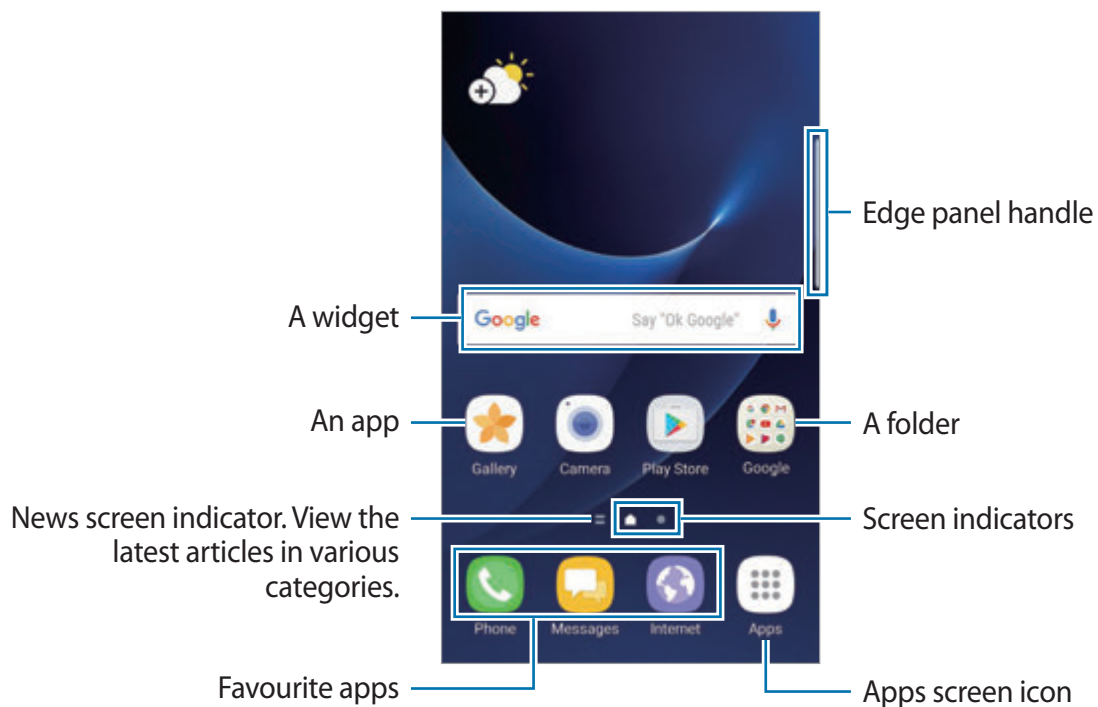 Edge panel handle
A widget
Google
Say "Ok Google"
An app
A folder
Gallery
Camera
Play Store
Google
News screen indicator. View the
latest articles in various
categories.
Screen indicators
Phone
Messages
Internet
Apps
Favourite apps
Apps screen icon